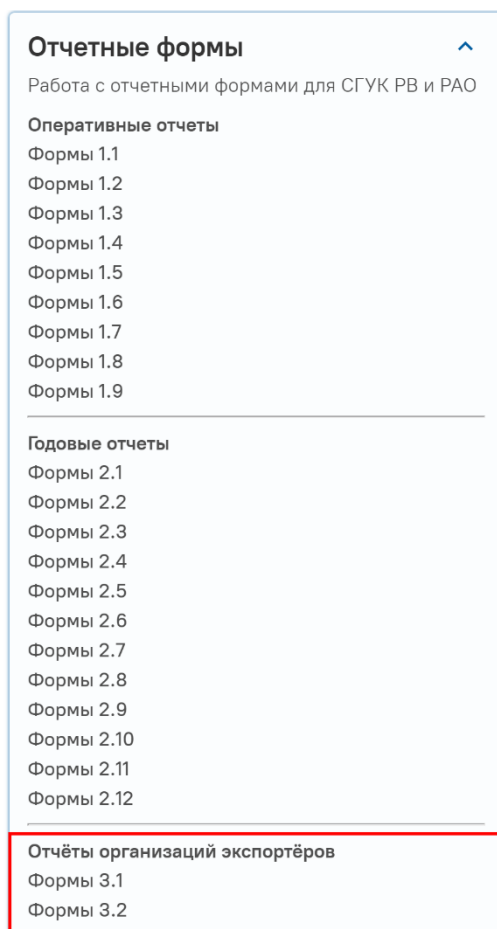 Отчетные формы
Работа с отчетными формами для СГУК РВ и РАО
Оперативные отчеты
Формы 1.1
Формы 1.2
Формы 1.3
Формы 1.4
Формы 1.5
Формы 1.6
Формы 1.7
Формы 1.8
Формы 1.9
Годовые отчеты
Формы 2.1
Формы 2.2
Формы 2.3
Формы 2.4
Формы 2.5
Формы 2.6
Формы 2.7
Формы 2.8
Формы 2.9
Формы 2.10
Формы 2.11
Формы 2.12
Отчёты организаций экспортёров
Формы 3.1
Формы 3.2